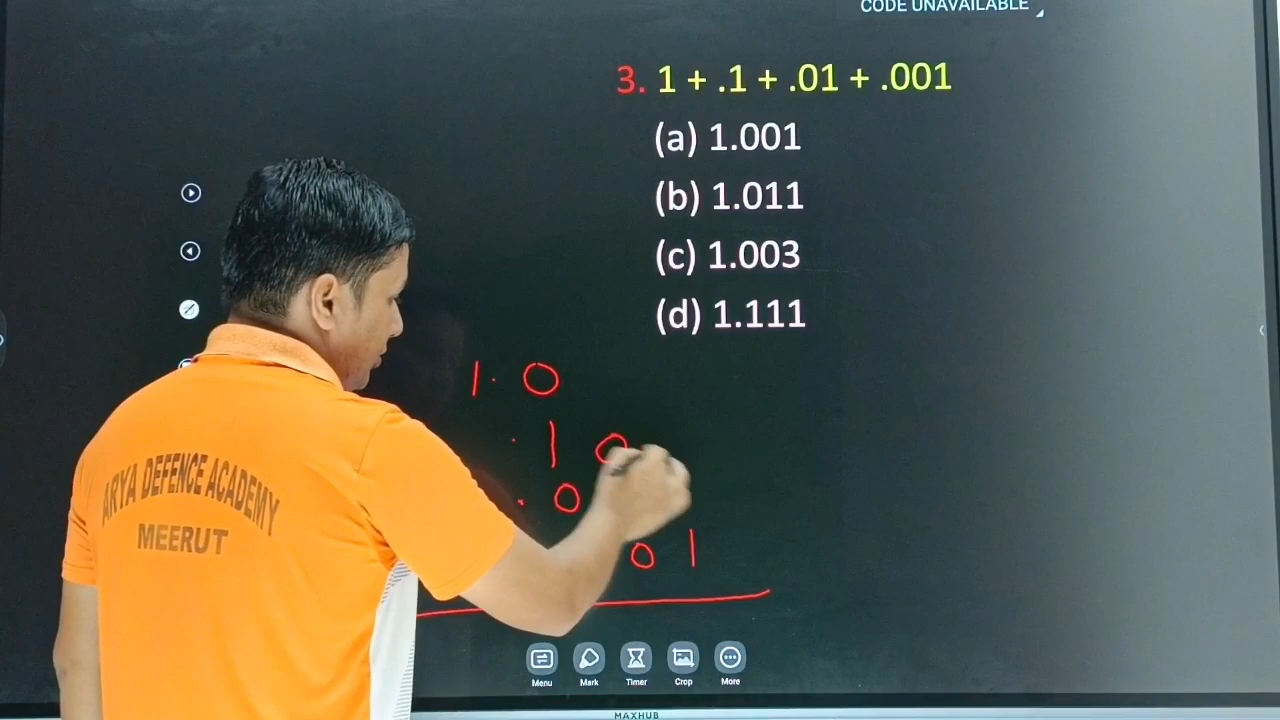 CODE UNAVAILABLE
3. 1 + .1 + .01 + .001
(a) 1.001
(b) 1.011
(c) 1.003
(d) 1.111
1.0
.10
.0
01
ARYA DEFENCE ACADEMY
MEERUT
Menu Mark Timer Crop More
MAXHUB